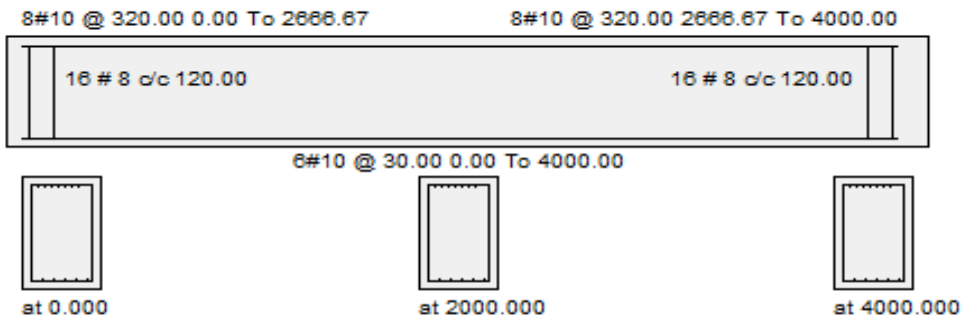 8#10 @ 320.00 0.00 To 2666.67 8#10 @ 320.00 2666.67 To 4000.00
16 # 8 c/c 120.00 16 # 8 c/c 120.00
6#10 @ 30.00 0.00 To 4000.00
at 0.000 at 2000.000 at 4000.000